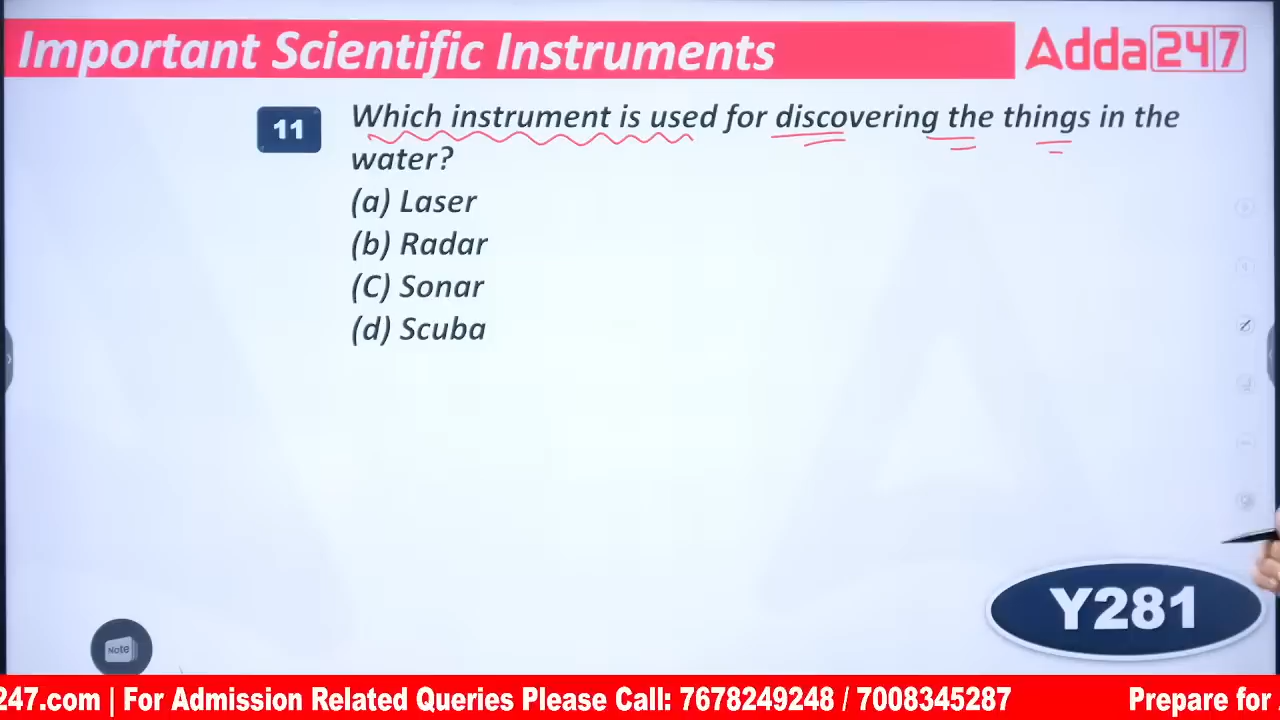 Important Scientific Instruments
Adda247
11
Which instrument is used for discovering the things in the
water?
(a) Laser
(b) Radar
(C) Sonar
(d) Scuba
Y281
Note
247.com | For Admission Related Queries Please Call: 7678249248 / 7008345287 Prepare for